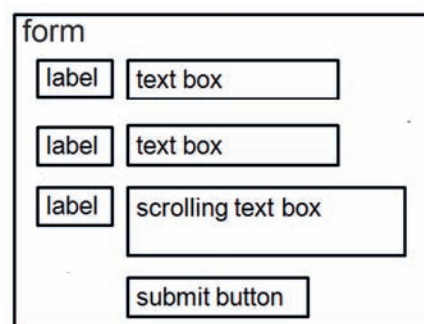 form
label text box
label text box
label scrolling text box
submit button